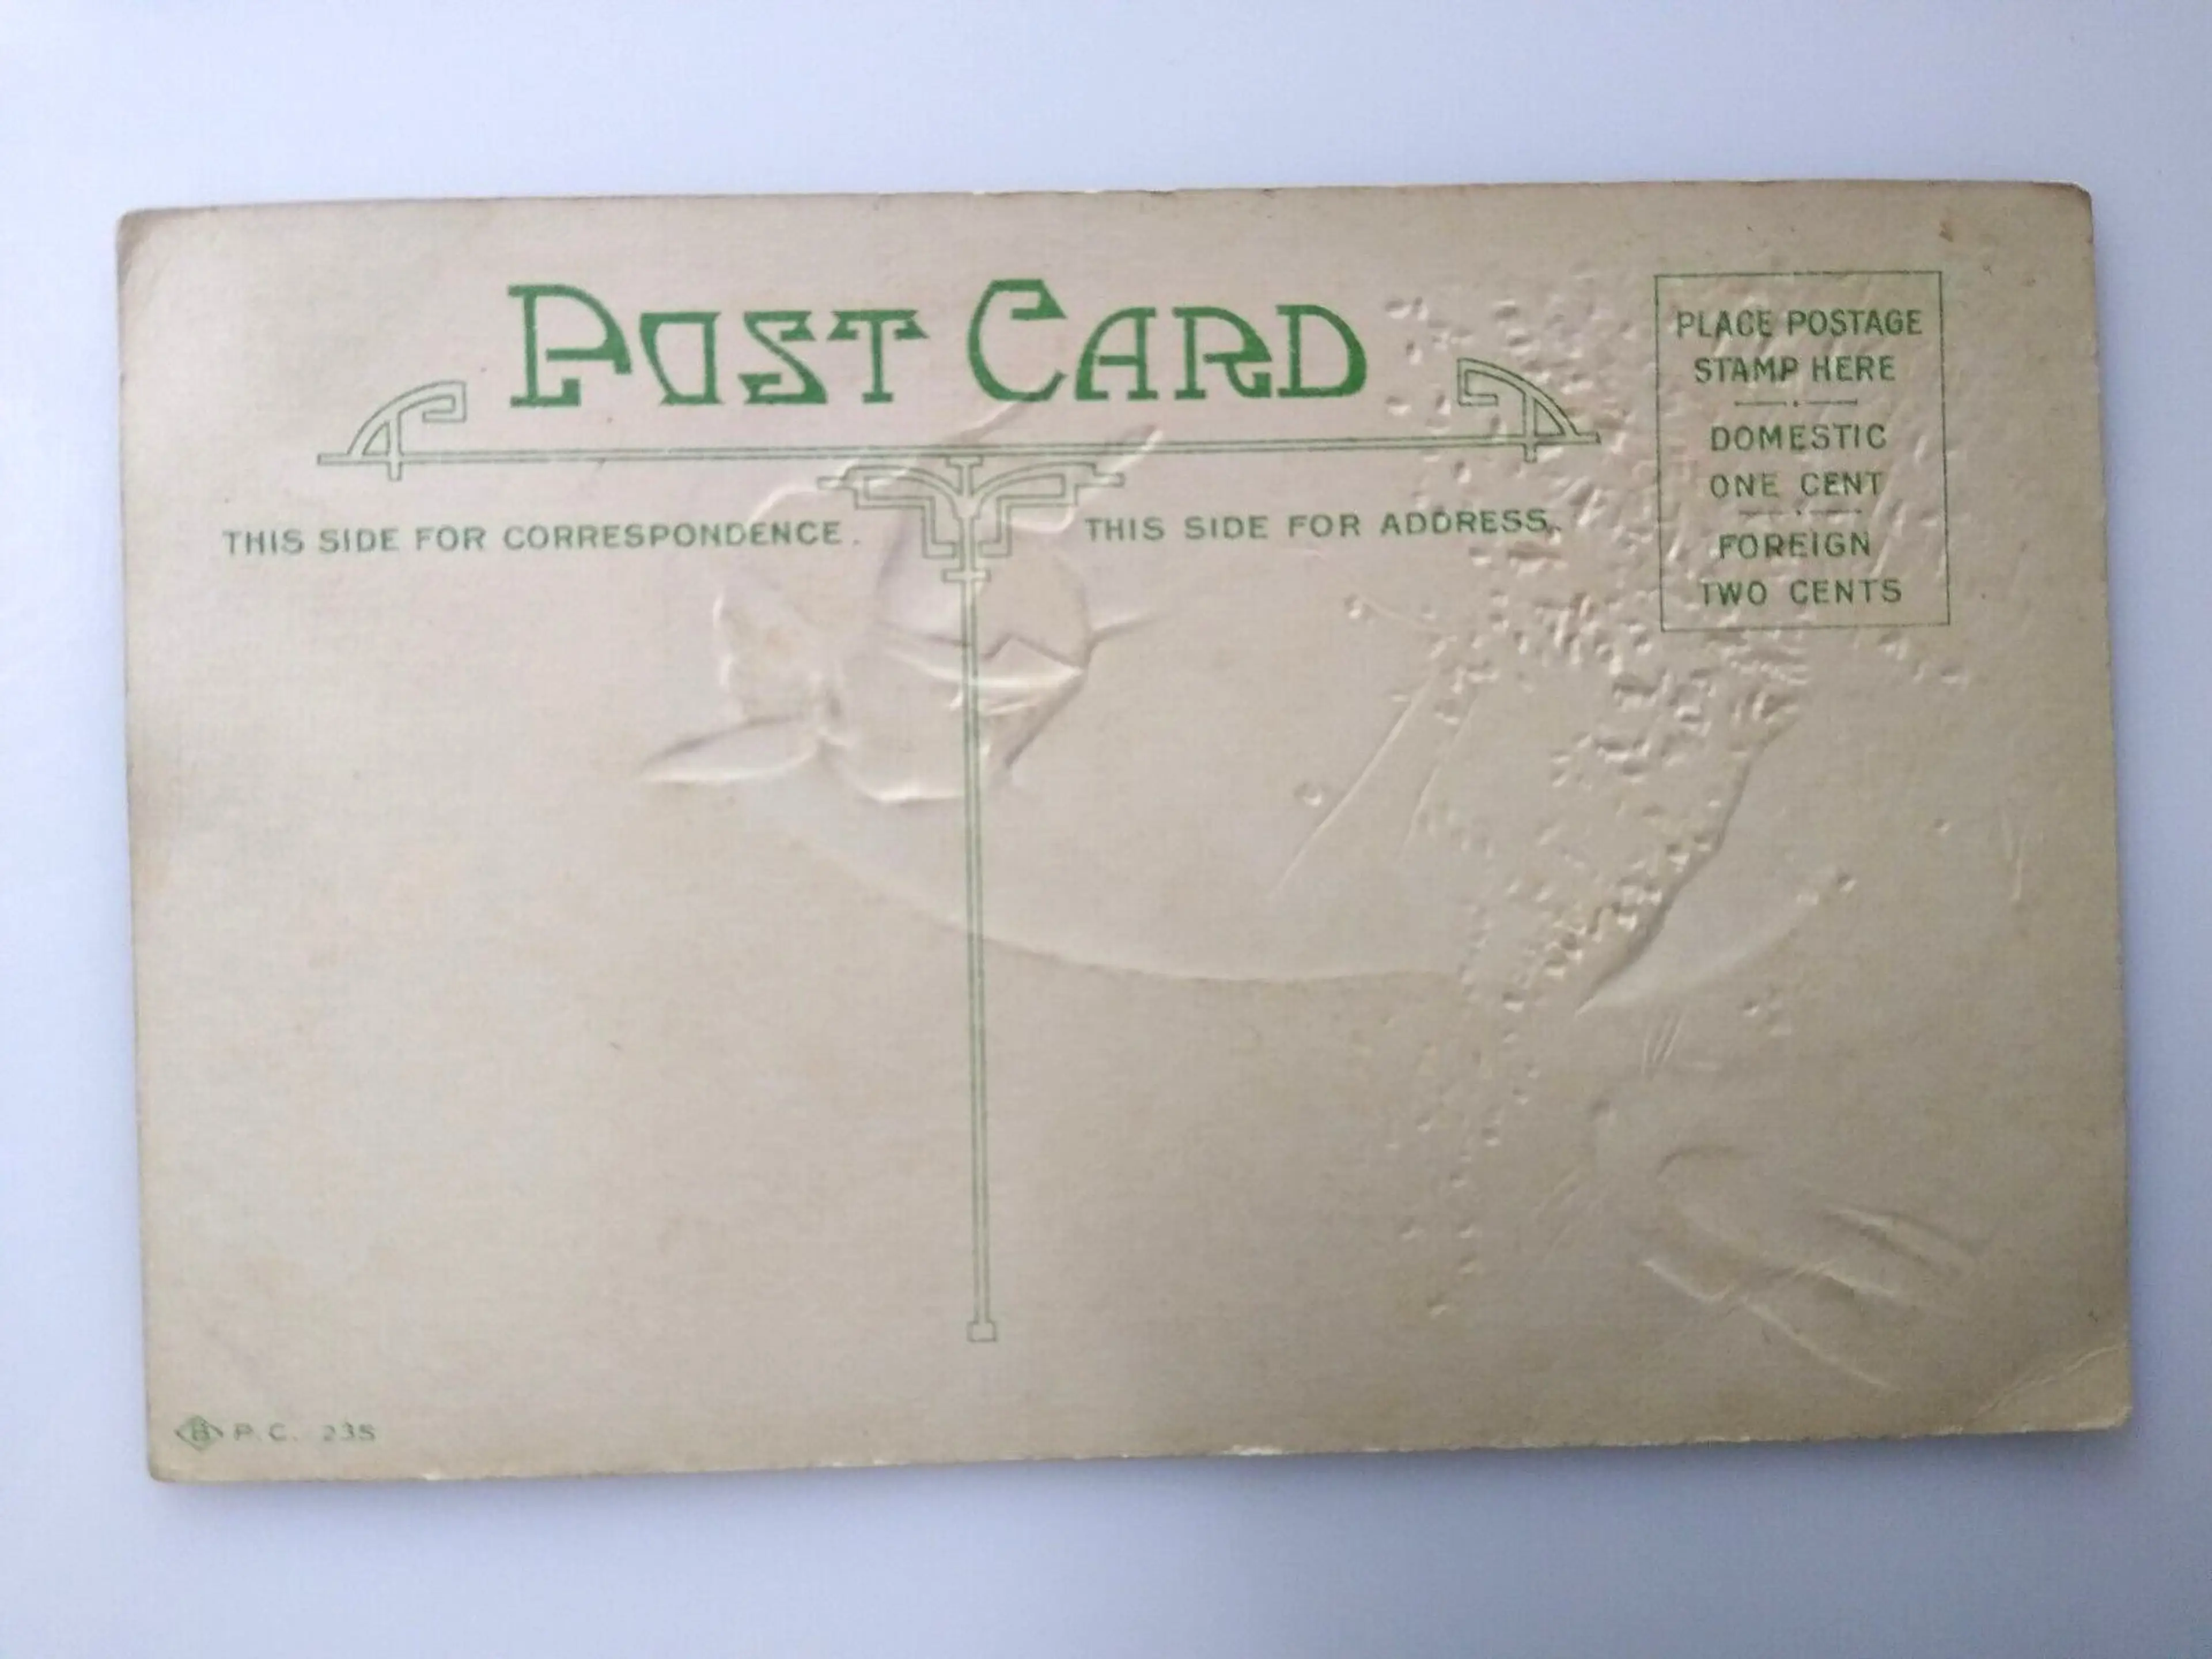 POST CARD
THIS SIDE FOR CORRESPONDENCE.
THIS SIDE FOR ADDRESS.
PLACE POSTAGE
STAMP HERE
DOMESTIC
ONE CENT
FOREIGN
TWO CENTS
B P.C. 235